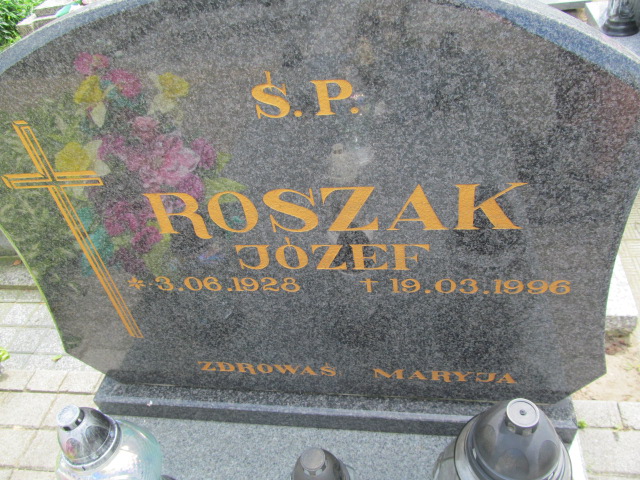 Ś.P.
ROSZAK
JÓZEF
* 3.06.1928 † 19.03.1996
ZDROWAŚ MARYJA